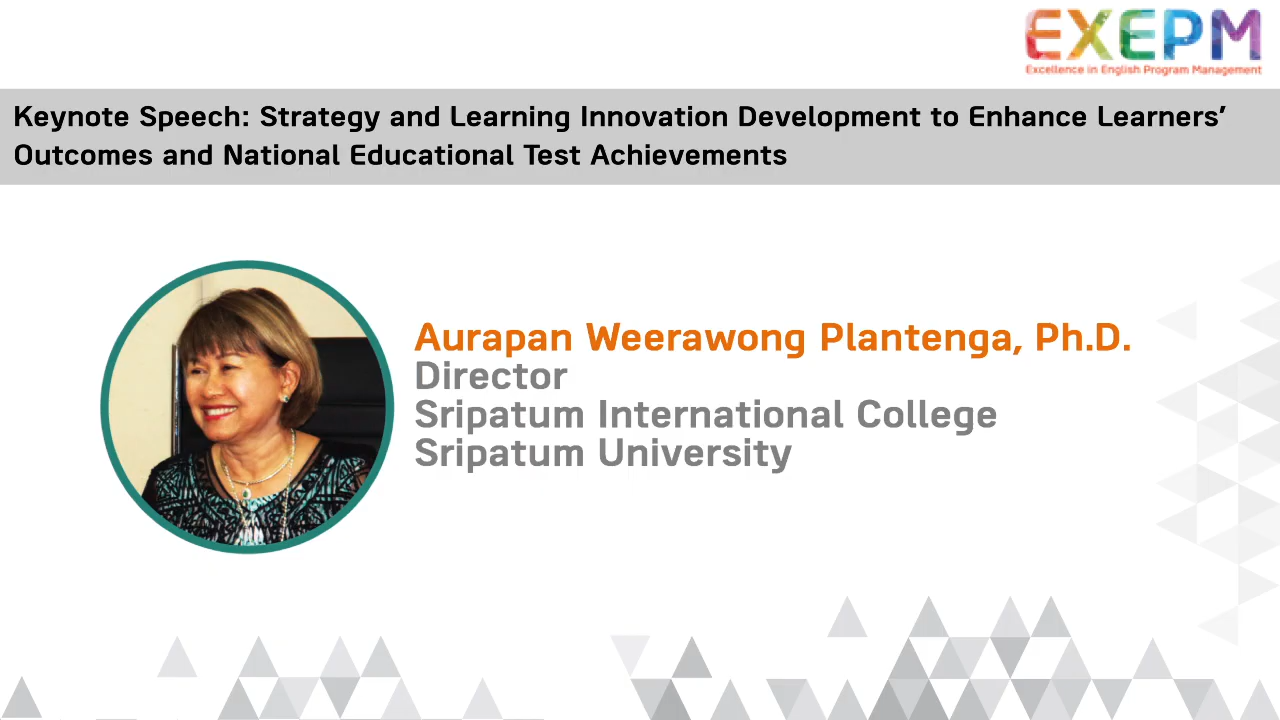 EXEPM
Excellence in English Program Management
Keynote Speech: Strategy and Learning Innovation Development to Enhance Learners’
Outcomes and National Educational Test Achievements
Aurapan Weerawong Plantenga, Ph.D.
Director
Sripatum International College
Sripatum University